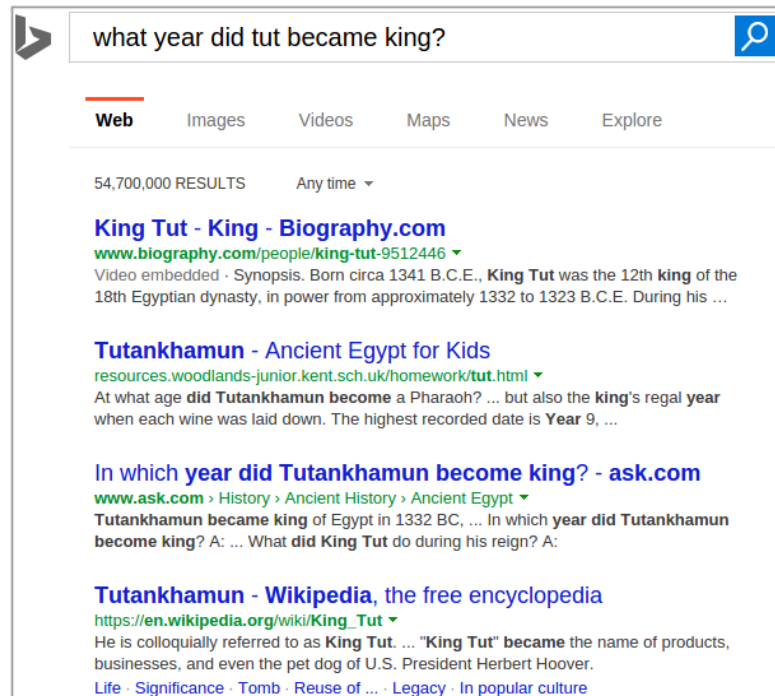 what year did tut became king?
Web Images Videos Maps News Explore
54,700,000 RESULTS Any time
King Tut - King - Biography.com
www.biography.com/people/king-tut-9512446
Video embedded · Synopsis. Born circa 1341 B.C.E., King Tut was the 12th king of the
18th Egyptian dynasty, in power from approximately 1332 to 1323 B.C.E. During his ...
Tutankhamun - Ancient Egypt for Kids
resources.woodlands-junior.kent.sch.uk/homework/tut.html
At what age did Tutankhamun become a Pharaoh? ... but also the king's regal year
when each wine was laid down. The highest recorded date is Year 9, ...
In which year did Tutankhamun become king? - ask.com
www.ask.com › History › Ancient History › Ancient Egypt
Tutankhamun became king of Egypt in 1332 BC, ... In which year did Tutankhamun
become king? A: ... What did King Tut do during his reign? A:
Tutankhamun - Wikipedia, the free encyclopedia
https://en.wikipedia.org/wiki/King_Tut
He is colloquially referred to as King Tut. ... "King Tut" became the name of products,
businesses, and even the pet dog of U.S. President Herbert Hoover.
Life · Significance · Tomb · Reuse of ... · Legacy · In popular culture